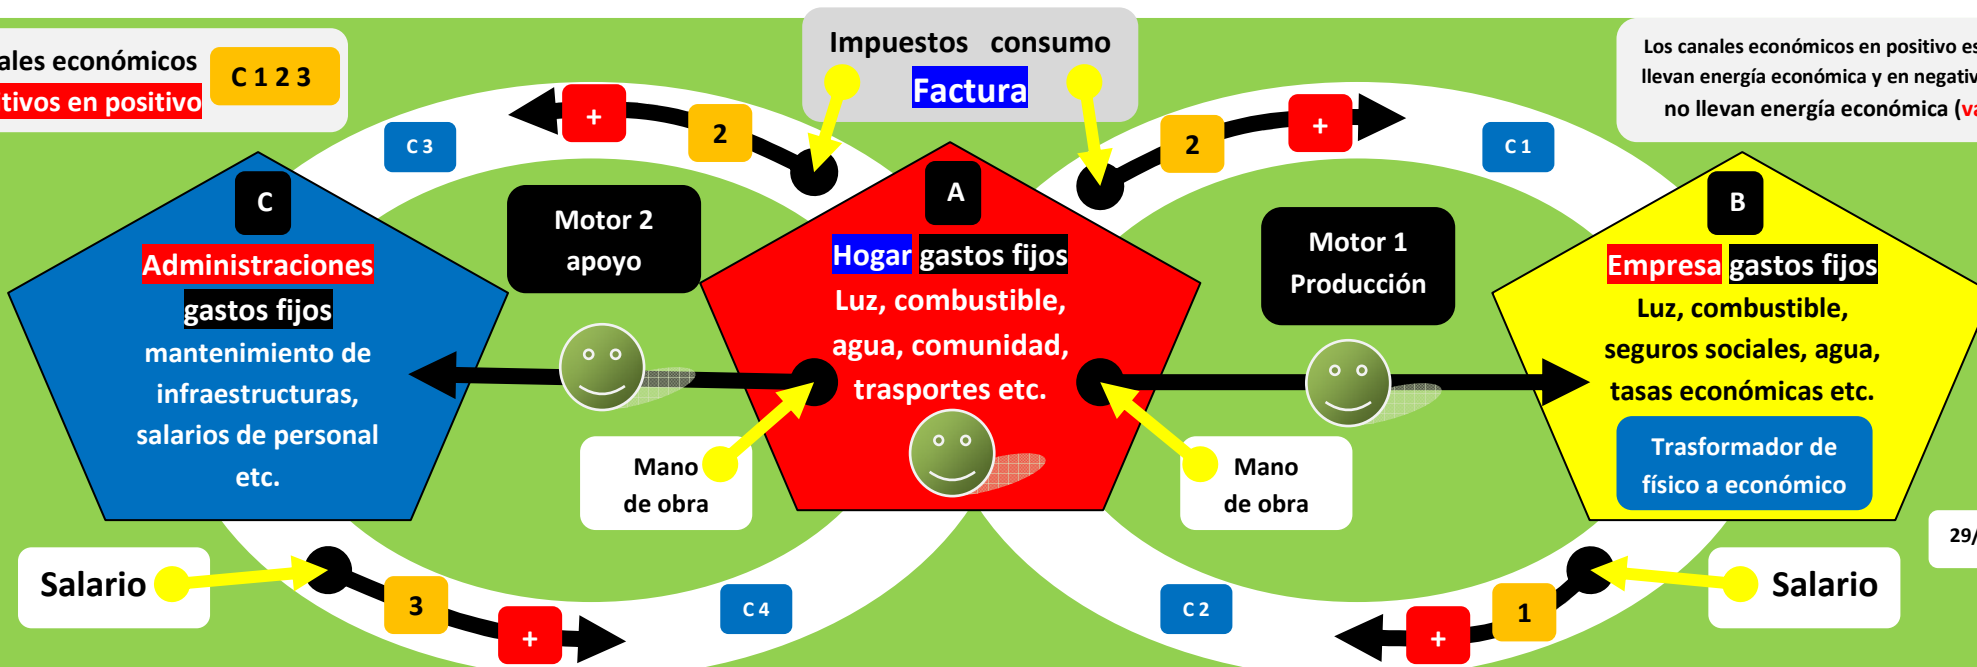 ales económicos
tivos en positivo
C 1 2 3
Impuestos consumo
Factura
Los canales económicos en positivo es
llevan energía económica y en negativ
no llevan energía económica (va
C 3
+
2
2
+
C 1
C
Administraciones
gastos fijos
mantenimiento de
infraestructuras,
salarios de personal
etc.
Motor 2
apoyo
A
Hogar gastos fijos
Luz, combustible,
agua, comunidad,
trasportes etc.
Motor 1
Producción
B
Empresa gastos fijos
Luz, combustible,
seguros sociales, agua,
tasas económicas etc.
Trasformador de
físico a económico
Mano
de obra
Mano
de obra
29/
Salario
3
+
C 4
C 2
+
1
Salario